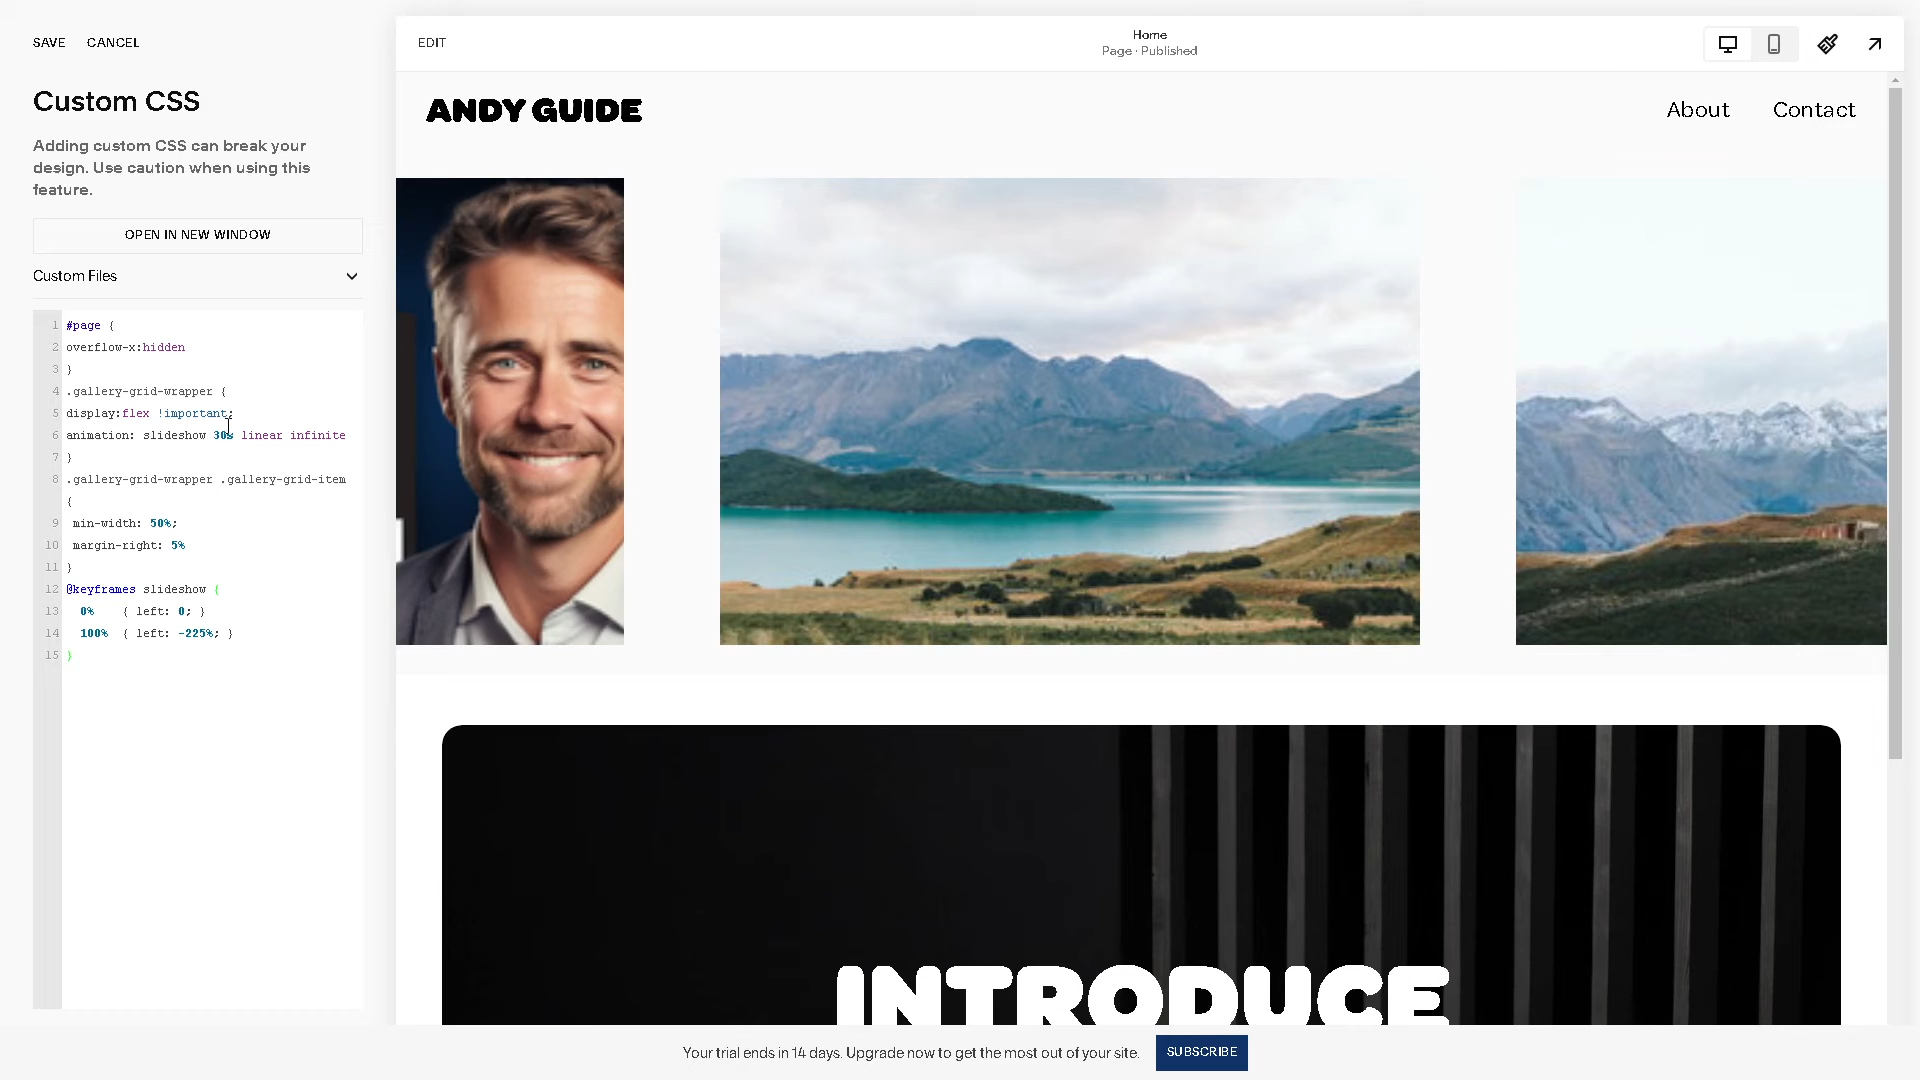 SAVE CANCEL
Custom CSS
Adding custom CSS can break your
design. Use caution when using this
feature.
OPEN IN NEW WINDOW
Custom Files
1 #page {
2 overflow-x:hidden
3 }
4 .gallery-grid-wrapper {
5 display:flex !important;
6 animation: slideshow 30s linear infinite
7 }
8 .gallery-grid-wrapper .gallery-grid-item
{
9 min-width: 50%;
10 margin-right: 5%
11 }
12 @keyframes slideshow {
13 0% { left: 0; }
14 100% { left: -225%; }
15 }
EDIT
Home
Page · Published
ANDY GUIDE
About Contact
INTRODUCE
Your trial ends in 14 days. Upgrade now to get the most out of your site.
SUBSCRIBE